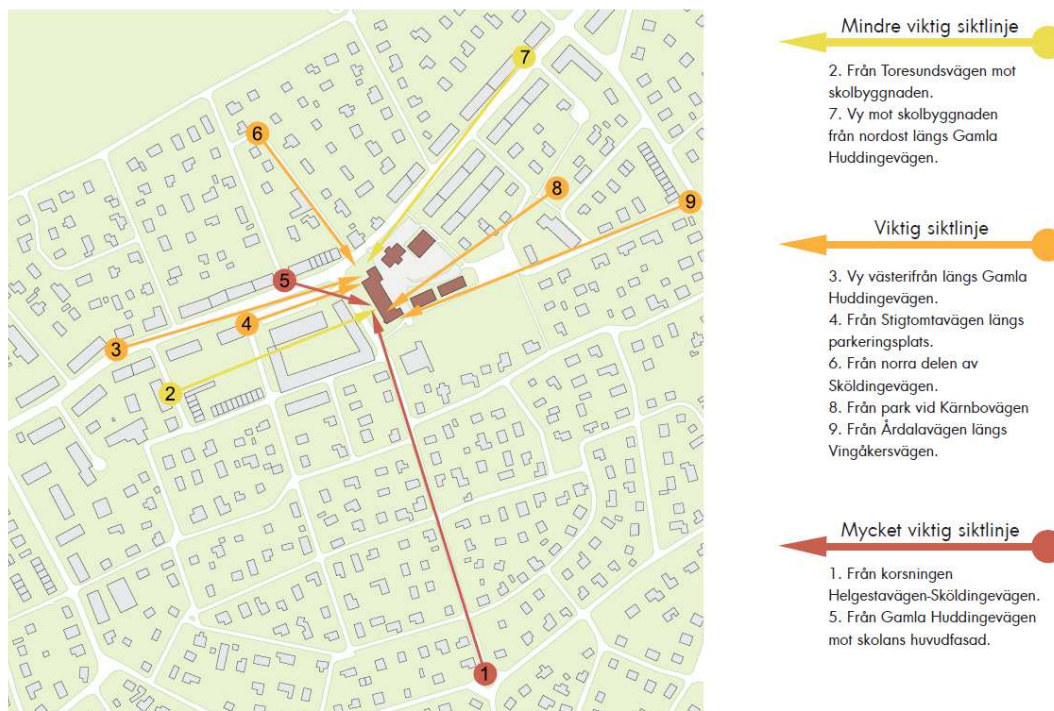 7
6
8
9
5
4
3
2
1
Mindre viktig siktlinje
2. Från Toresundsvägen mot
skolbyggnaden.
7. Vy mot skolbyggnaden
från nordost längs Gamla
Huddingevägen.
Viktig siktlinje
3. Vy västerifrån längs Gamla
Huddingevägen.
4. Från Stigtomtavägen längs
parkeringsplats.
6. Från norra delen av
Sköldingevägen.
8. Från park vid Kärnbovägen
9. Från Årdalavägen längs
Vingåkersvägen.
Mycket viktig siktlinje
1. Från korsningen
Helgestavägen-Sköldingevägen.
5. Från Gamla Huddingevägen
mot skolans huvudfasad.